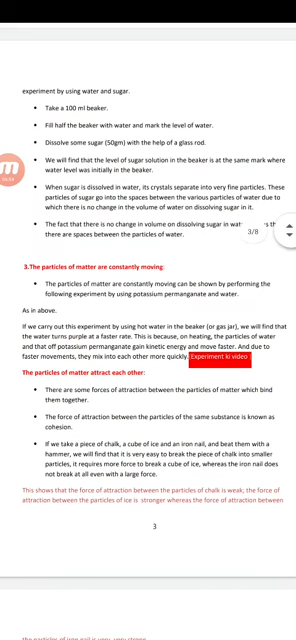 experiment by using water and sugar.
• Take a 100 ml beaker.
• Fill half the beaker with water and mark the level of water.
• Dissolve some sugar (50gm) with the help of a glass rod.
• We will find that the level of sugar solution in the beaker is at the same mark where
water level was initially in the beaker.
• When sugar is dissolved in water, its crystals separate into very fine particles. These
particles of sugar go into the spaces between the various particles of water due to
which there is no change in the volume of water on dissolving sugar in it.
• The fact that there is no change in volume on dissolving sugar in
there are spaces between the particles of water.
3/8
3.The particles of matter are constantly moving:
• The particles of matter are constantly moving can be shown by performing the
following experiment by using potassium permanganate and water.
As in above.
If we carry out this experiment by using hot water in the beaker (or gas jar), we will find that
the water turns purple at a faster rate. This is because, on heating, the particles of water
and that off potassium permanganate gain kinetic energy and move faster. And due to
faster movements, they mix into each other more quickly. Experiment ki video
The particles of matter attract each other:
• There are some forces of attraction between the particles of matter which bind
them together.
• The force of attraction between the particles of the same substance is known as
cohesion.
• If we take a piece of chalk, a cube of ice and an iron nail, and beat them with a
hammer, we will find that it is very easy to break the piece of chalk into smaller
particles, it requires more force to break a cube of ice, whereas the iron nail does
not break at all even with a large force.
This shows that the force of attraction between the particles of chalk is weak; the force of
attraction between the particles of ice is stronger whereas the force of attraction between
3
the particles of iron nail is very, very strong.